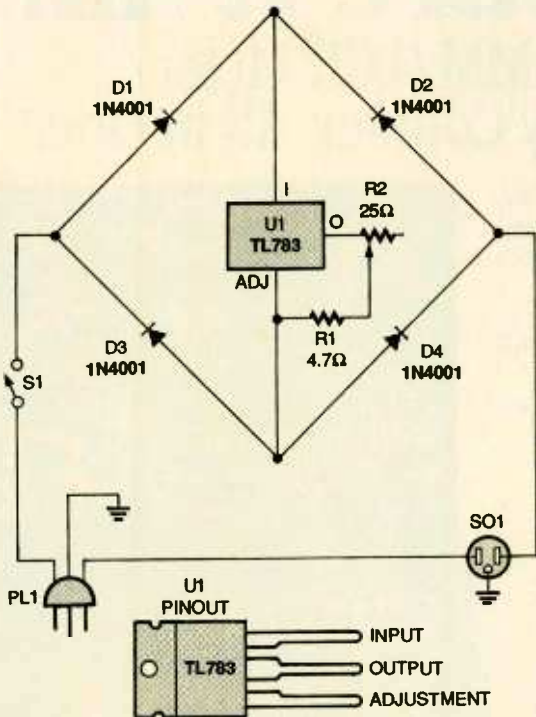 D1
1N4001
D2
1N4001
I
R2
25Ω
U1
TL783
O
ADJ
R1
4.7Ω
D3
1N4001
D4
1N4001
S1
SO1
PL1
U1
PINOUT
TL783
INPUT
OUTPUT
ADJUSTMENT